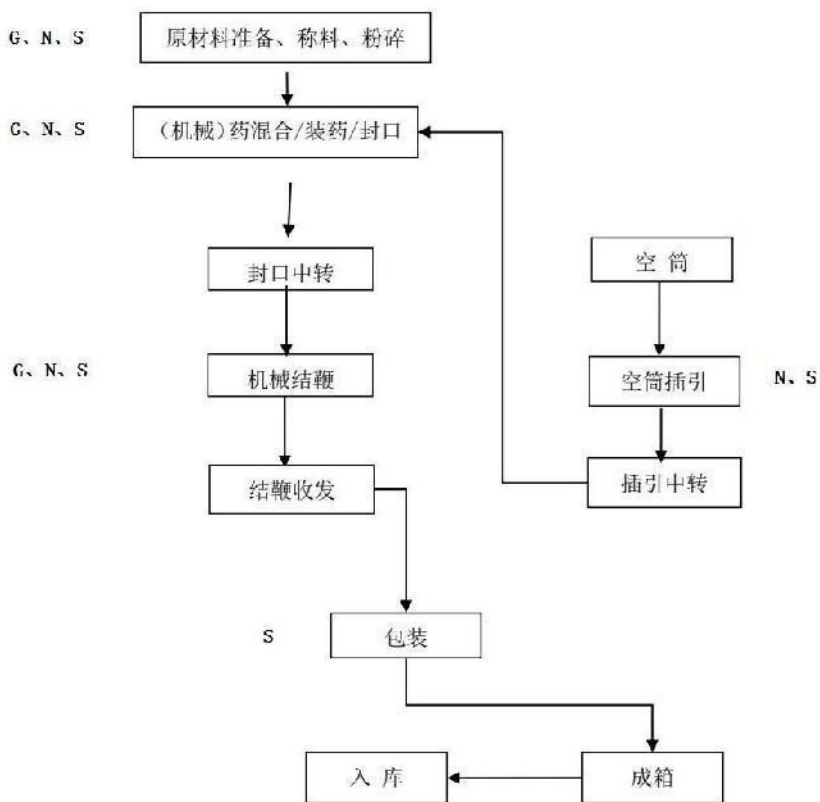 G、N、S
原材料准备、称料、粉碎
G、N、S
（机械）药混合/装药/封口
封口中转
空 筒
G、N、S
机械结鞭
空筒插引
N、S
结鞭收发
插引中转
S
包装
入 库
成箱